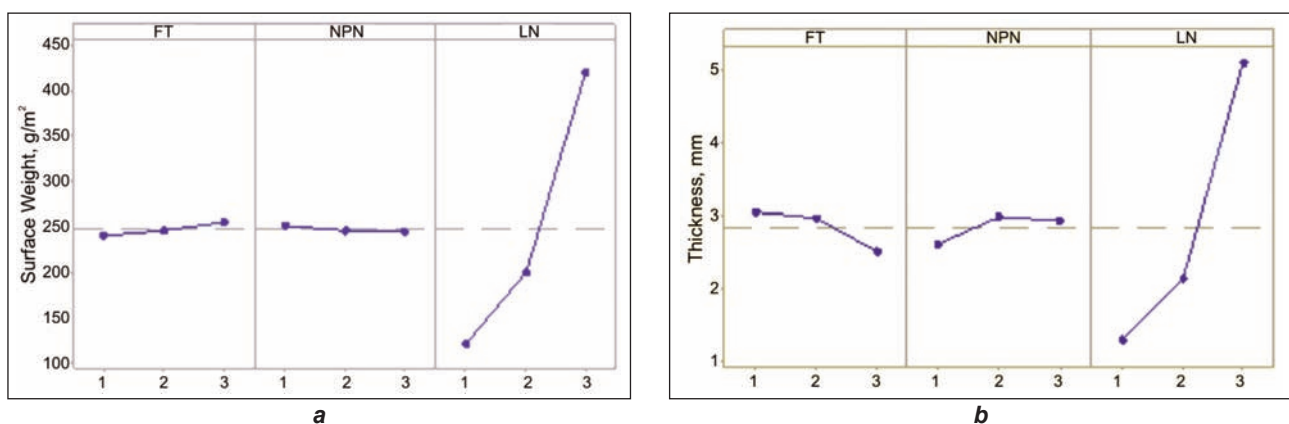 FT NPN LN
Surface Weight, g/m²
450
400
350
300
250
200
150
100
1 2 3 1 2 3 1 2 3
a
FT NPN LN
Thickness, mm
5
4
3
2
1
1 2 3 1 2 3 1 2 3
b